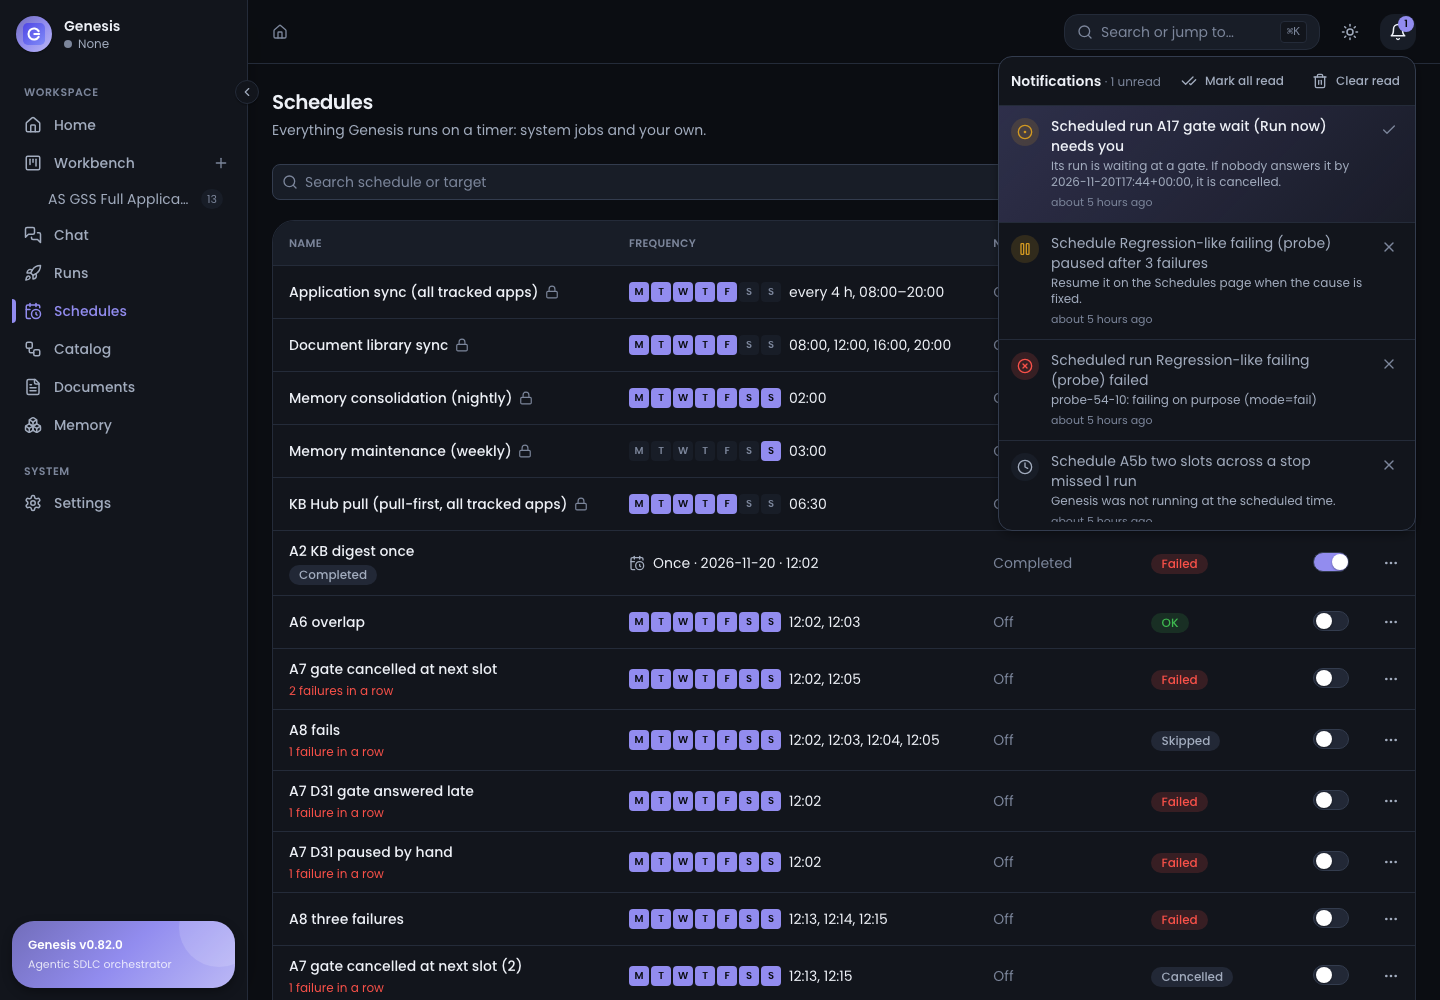 Genesis
None
WORKSPACE
Home
Workbench
AS GSS Full Applica...
13
Chat
Runs
Schedules
Catalog
Documents
Memory
SYSTEM
Settings
Genesis v0.82.0
Agentic SDLC orchestrator
Search or jump to...
⌘K
1
Schedules
Everything Genesis runs on a timer: system jobs and your own.
Search schedule or target
Notifications · 1 unread
Mark all read
Clear read
Scheduled run A17 gate wait (Run now)
needs you
Its run is waiting at a gate. If nobody answers it by
2026-11-20T17:44+00:00, it is cancelled.
about 5 hours ago
Schedule Regression-like failing (probe)
paused after 3 failures
Resume it on the Schedules page when the cause is
fixed.
about 5 hours ago
Scheduled run Regression-like failing
(probe) failed
probe-54-10: failing on purpose (mode=fail)
about 5 hours ago
Schedule A5b two slots across a stop
missed 1 run
Genesis was not running at the scheduled time.
about 5 hours ago
NAME FREQUENCY
Application sync (all tracked apps) M T W T F S S every 4 h, 08:00–20:00
Document library sync M T W T F S S 08:00, 12:00, 16:00, 20:00
Memory consolidation (nightly) M T W T F S S 02:00
Memory maintenance (weekly) M T W T F S S 03:00
KB Hub pull (pull-first, all tracked apps) M T W T F S S 06:30
A2 KB digest once
Completed
Once · 2026-11-20 · 12:02 Completed Failed
A6 overlap M T W T F S S 12:02, 12:03 Off OK
A7 gate cancelled at next slot
2 failures in a row
M T W T F S S 12:02, 12:05 Off Failed
A8 fails
1 failure in a row
M T W T F S S 12:02, 12:03, 12:04, 12:05 Off Skipped
A7 D31 gate answered late
1 failure in a row
M T W T F S S 12:02 Off Failed
A7 D31 paused by hand
1 failure in a row
M T W T F S S 12:02 Off Failed
A8 three failures M T W T F S S 12:13, 12:14, 12:15 Off Failed
A7 gate cancelled at next slot (2)
1 failure in a row
M T W T F S S 12:13, 12:15 Off Cancelled